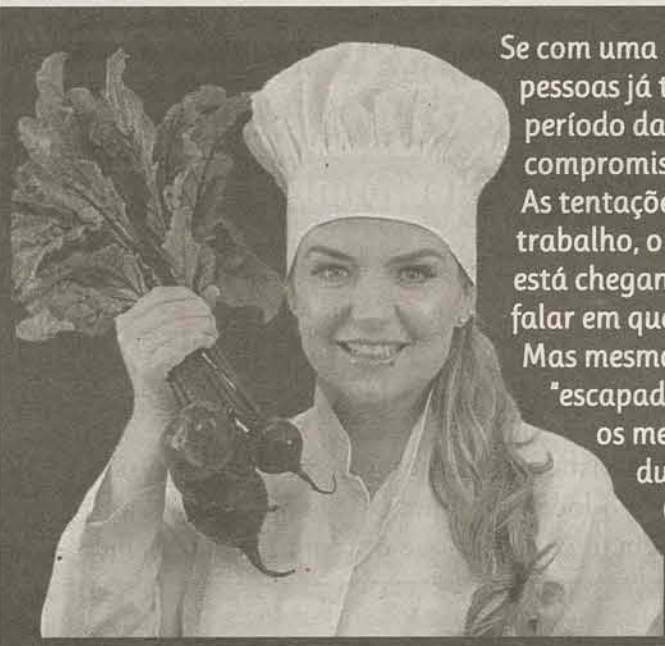 Se com uma
pessoas já t
período da
compromis
As tentaçõe
trabalho, o
está chegan
falar em que
Mas mesmo
"escapad
os me
du